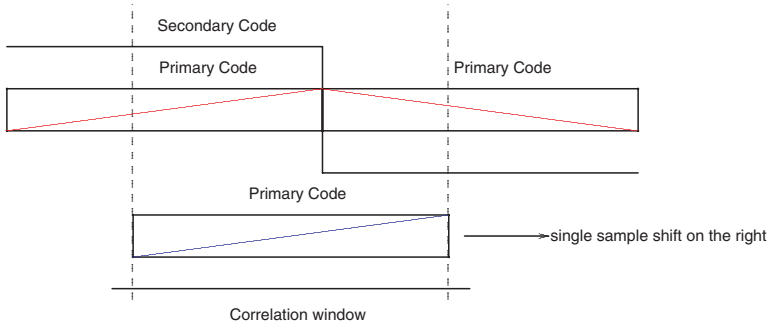 Secondary Code
Primary Code
Primary Code
Primary Code
single sample shift on the right
Correlation window